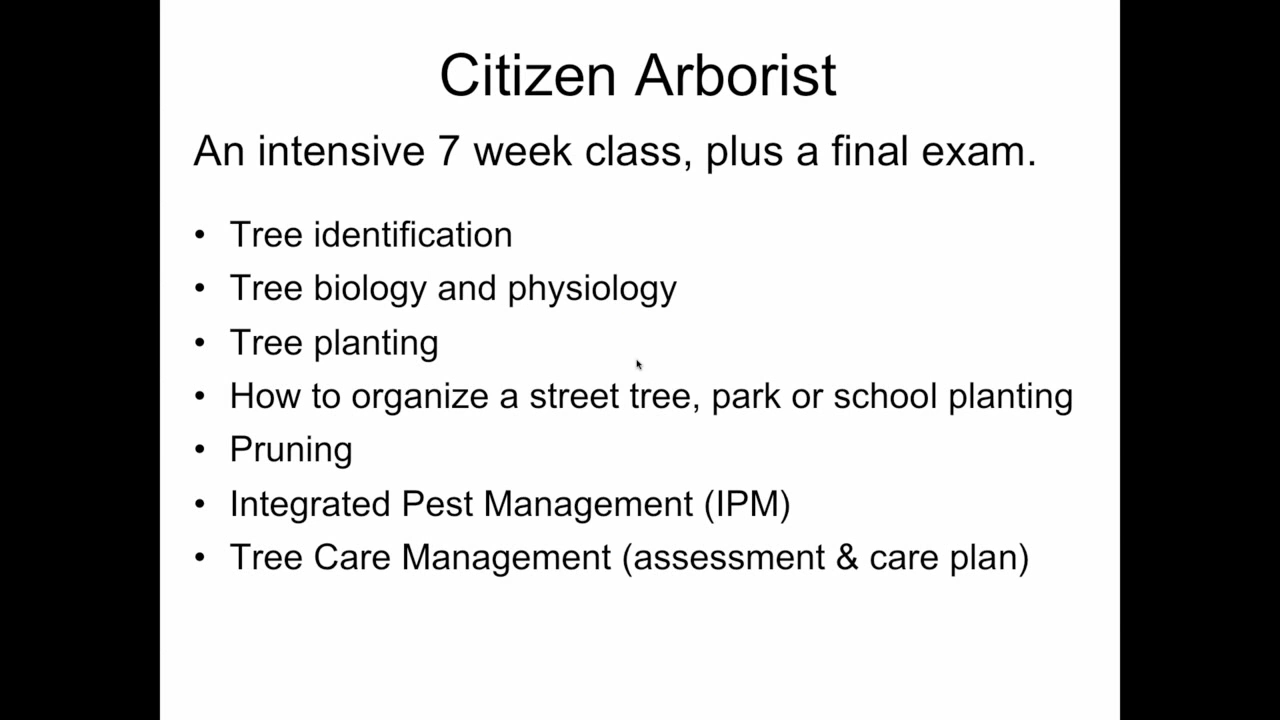 Citizen Arborist
An intensive 7 week class, plus a final exam.
• Tree identification
• Tree biology and physiology
• Tree planting
• How to organize a street tree, park or school planting
• Pruning
• Integrated Pest Management (IPM)
• Tree Care Management (assessment & care plan)